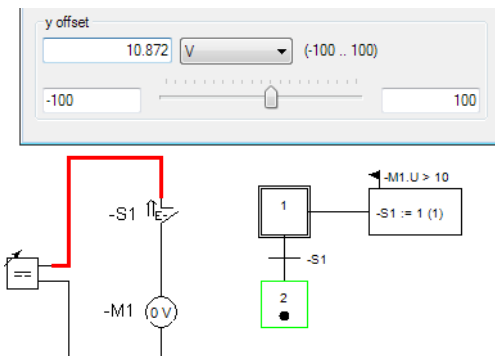 y offset
10.872 V (-100 .. 100)
-100 100
-M1.U > 10
-S1 E- 1 -S1 := 1 (1)
-S1
-M1 0 V 2